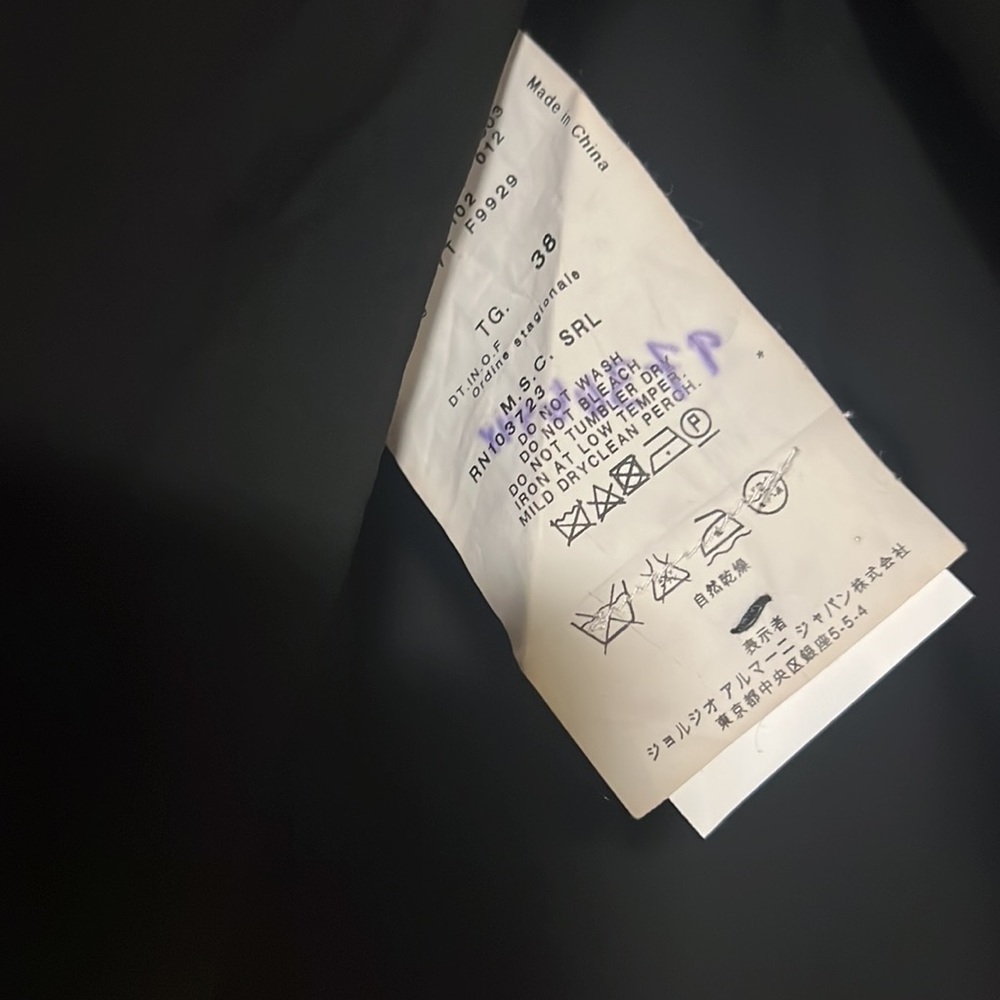 Made in China
03
012
102
F9929
TG. 38
DT.IN.O.F
Ordine stagionale
M.S.C. SRL
RN103723
DO NOT WASH
DO NOT BLEACH
DO NOT TUMBLER DRY
IRON AT LOW TEMPER.
MILD DRYCLEAN PERCH.
P
自然乾燥
表示者
ジョルジオ アルマーニ ジャパン株式会社
東京都中央区銀座5-5-4